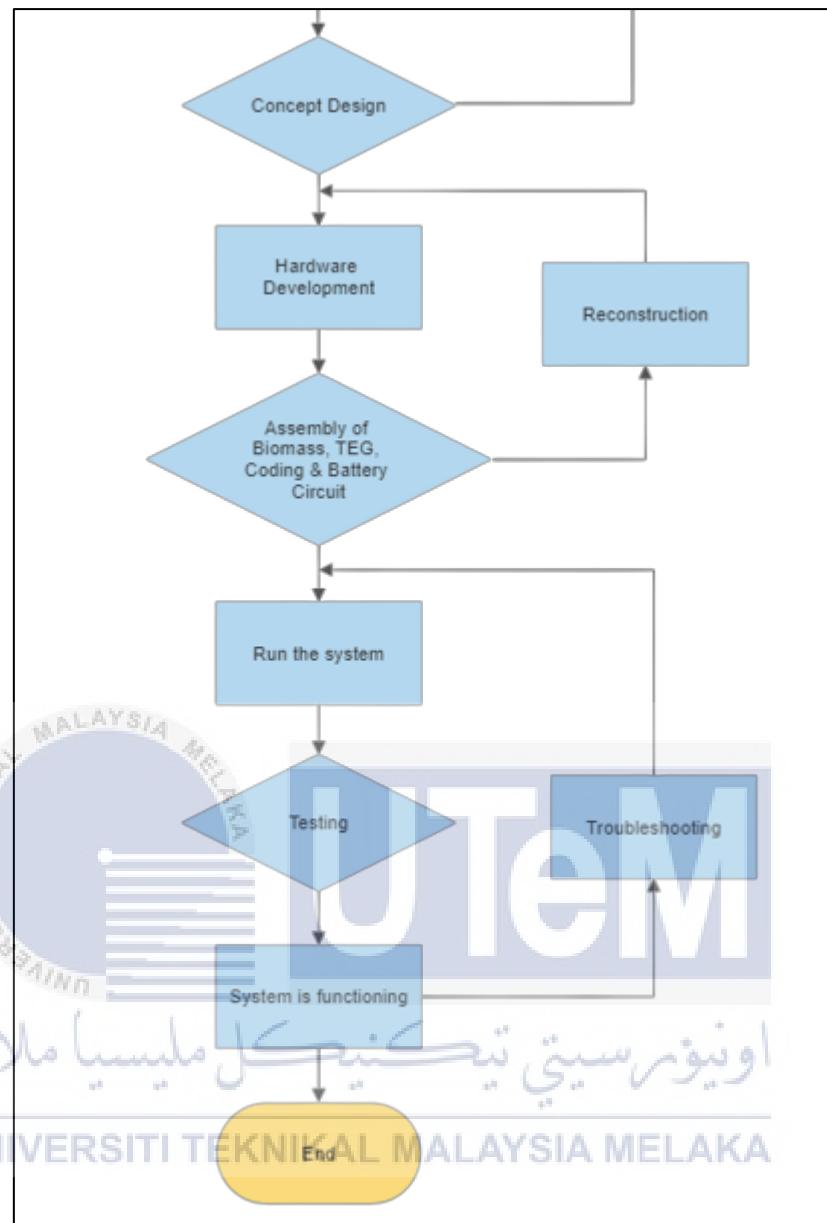 Concept Design
Hardware
Development
Reconstruction
Assembly of
Biomass, TEG,
Coding & Battery
Circuit
Run the system
Testing
Troubleshooting
System is functioning
End
MALAYSIA MELAKA
UTeM
اونيۏرسيتي تيكنيكل مليسيا ملا
UNIVERSITI TEKNIKAL MALAYSIA MELAKA